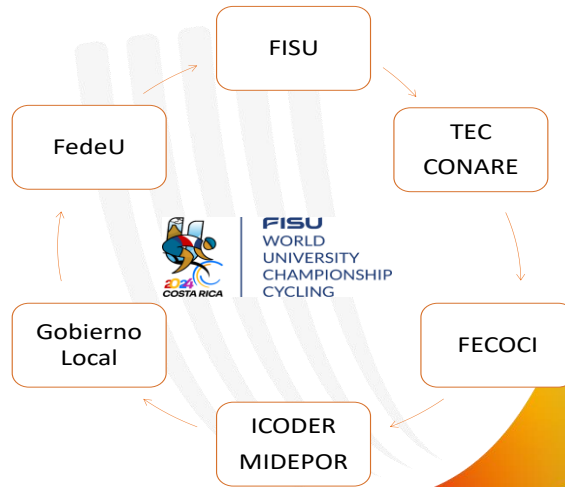 FISU
TEC
CONARE
FECOCI
ICODER
MIDEPOR
Gobierno
Local
FedeU
2024
COSTA RICA
FISU
WORLD
UNIVERSITY
CHAMPIONSHIP
CYCLING